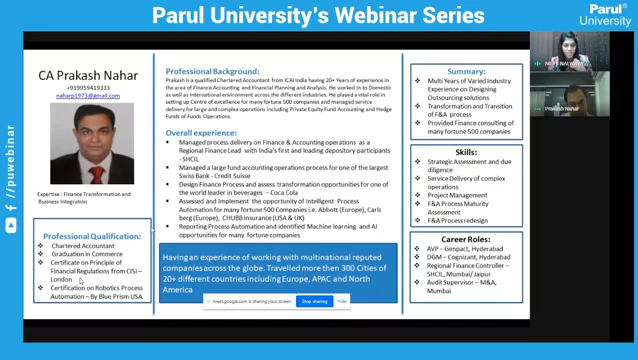 Parul University's Webinar Series
Parul®
University
CA Prakash Nahar
+919959419333
naharp1973@gmail.com
Expertise : Finance Transformation and
Business Integration
Professional Qualification:
Chartered Accountant
Graduation in Commerce
Certificate on Principle of
Financial Regulations from CISI –
London
Certification on Robotics Process
Automation – By Blue Prism USA
Professional Background:
Prakash is a qualified Chartered Accountant from ICAI India having 20+ Years of experience in
the area of Finance Accounting and Financial Planning and Analysis. He worked in to Domestic
as well as International environment across the different industries. He played a vital role in
setting up Centre of excellence for many fortune 500 companies and managed service
delivery for large and complex operations including Private Equity Fund Accounting and Hedge
Funds of Funds Operations.
Overall experience:
Managed process delivery on Finance & Accounting operations as a
Regional Finance Lead with India's First and leading depository participants
- SHCIL
Managed a large fund accounting operations process for one of the largest
Swiss Bank - Credit Suisse
Design Finance Process and assess transformation opportunities for one of
the world leader in beverages - Coca Cola
Assessed and Implement the opportunity of Intelligent Process
Automation for many Fortune 500 Companies i.e. Abbott (Europe), Carls
berg (Europe), CHUBB Insurance (USA & UK)
Reporting Process Automation and identified Machine learning and AI
opportunities for many fortune companies
Having an experience of working with multinational reputed
companies across the globe. Travelled more then 300 Cities of
20+ different countries including Europe, APAC and North
America
meet.google.com is sharing your screen.
Stop sharing
Hide
Summary:
Multi Years of Varied Industry
Experience on Designing
Outsourcing solutions
Transformation and Transition
of F&A process
Provided Finance consulting of
many fortune 500 companies
Skills:
Strategic Assessment and due
diligence
Service Delivery of complex
operations
Project Management
F&A Process Maturity
Assessment
F&A Process redesign
Career Roles:
AVP – Genpact, Hyderabad
DGM – Cognizant, Hyderabad
Regional Finance Controller –
SHCIL, Mumbai/Jaipur
Audit Supervisor – M&A,
Mumbai
Prakash Nahar
/puwebinar